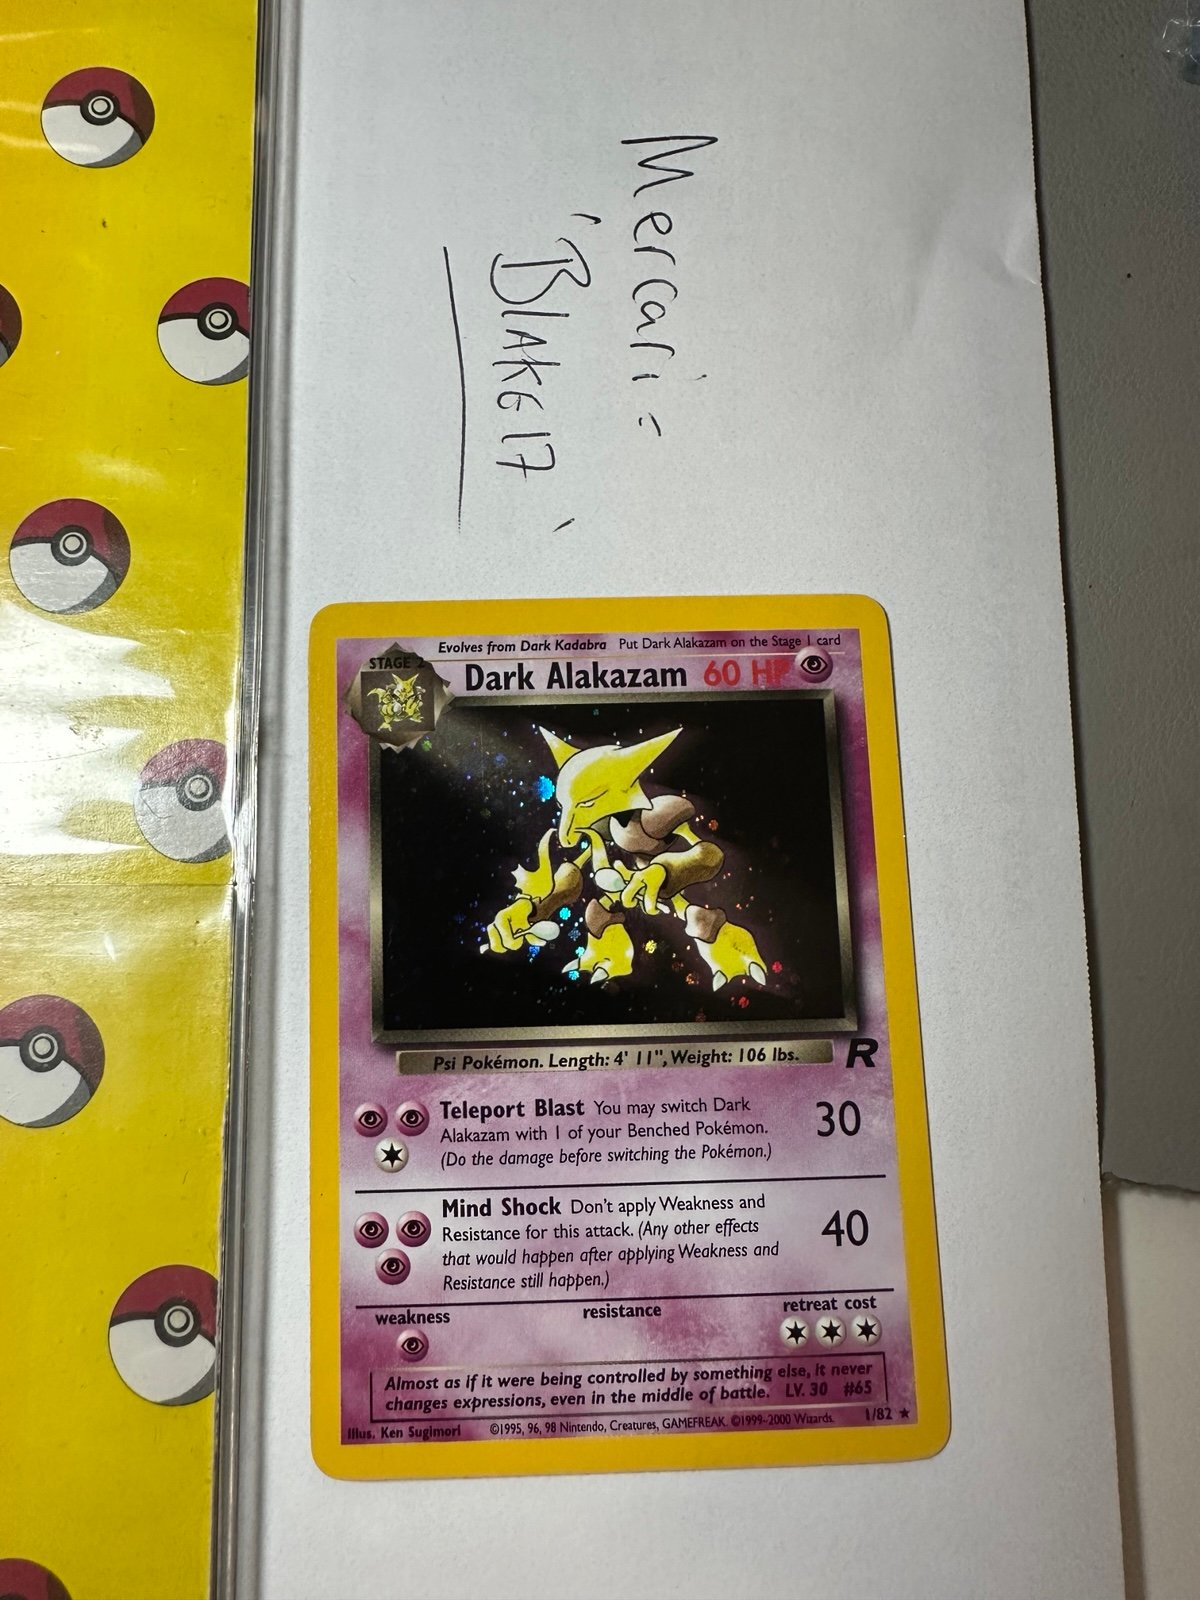 Mercari:
'BLAKE17'
Evolves from Dark Kadabra Put Dark Alakazam on the Stage 1 card
STAGE 2
Dark Alakazam 60 HP
Psi Pokémon. Length: 4' 11", Weight: 106 lbs.
R
Teleport Blast You may switch Dark
Alakazam with 1 of your Benched Pokémon.
(Do the damage before switching the Pokémon.)
30
Mind Shock Don't apply Weakness and
Resistance for this attack. (Any other effects
that would happen after applying Weakness and
Resistance still happen.)
40
weakness resistance retreat cost
Almost as if it were being controlled by something else, it never
changes expressions, even in the middle of battle. LV. 30 #65
Illus. Ken Sugimori ©1995, 96, 98 Nintendo, Creatures, GAMEFREAK. ©1999-2000 Wizards. 1/82 ★